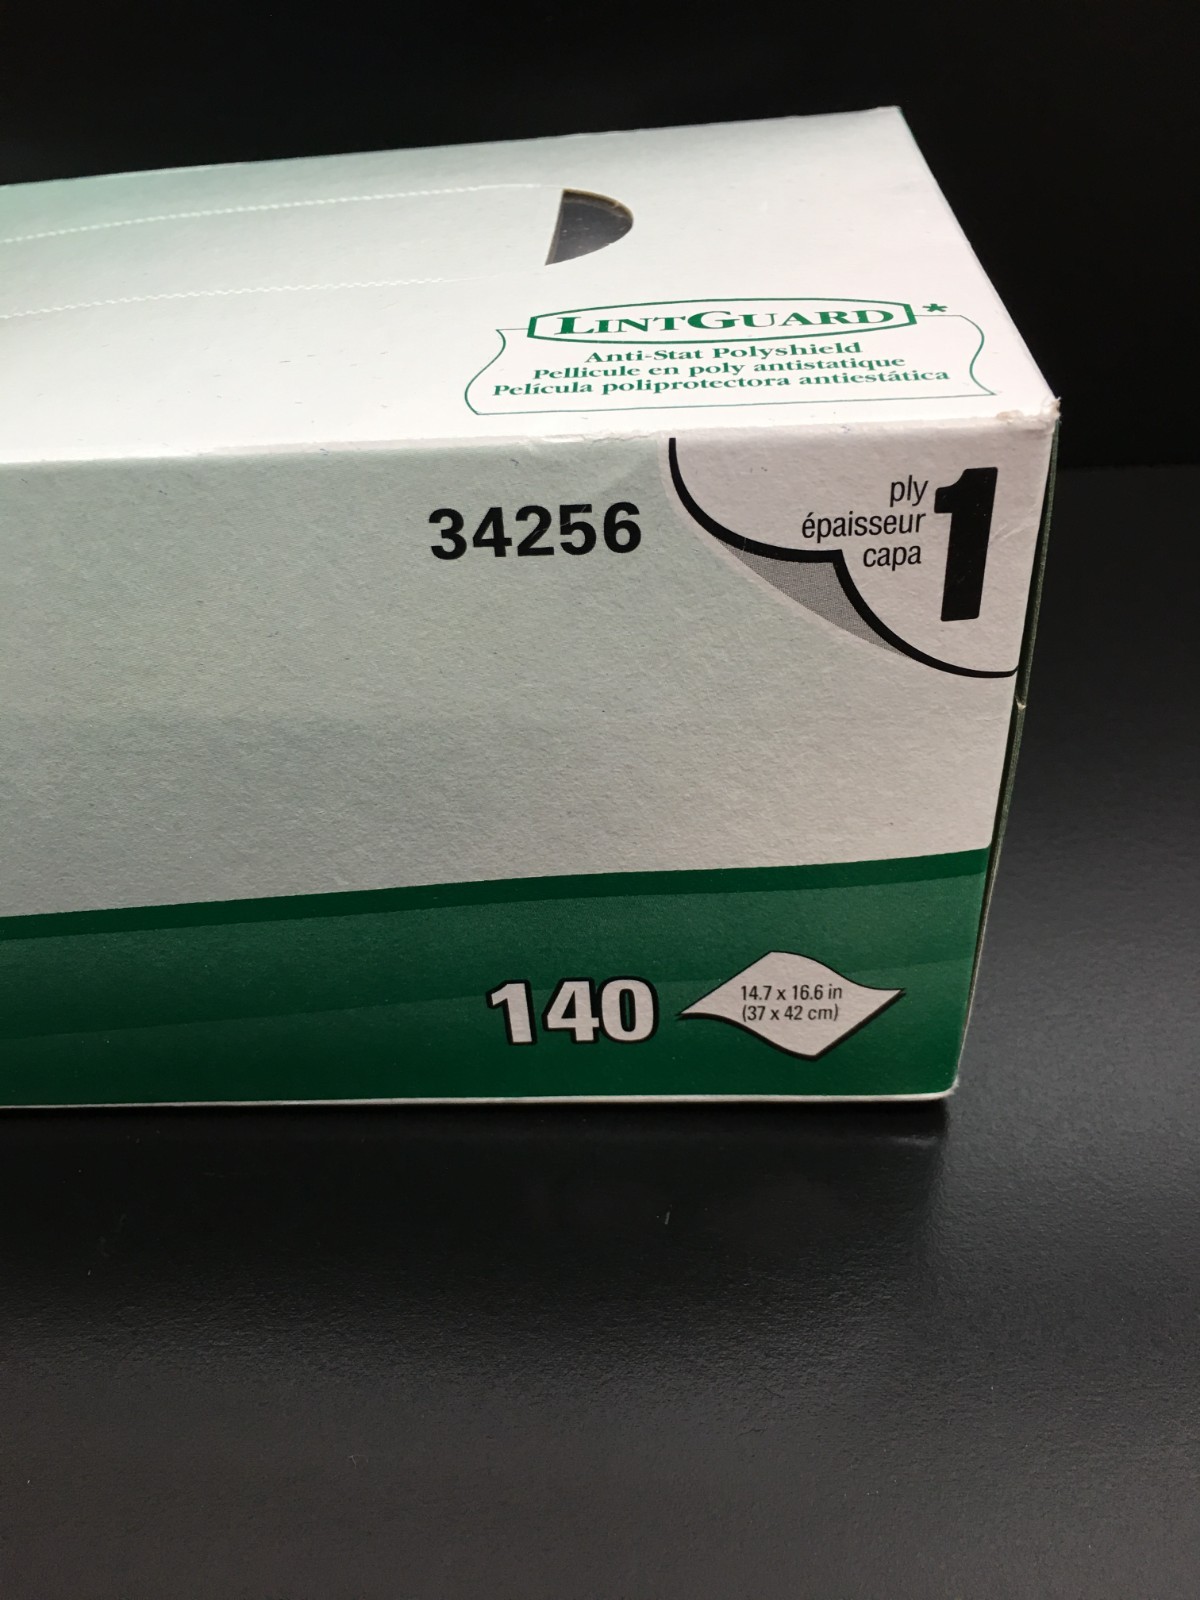 LINTGUARD*
Anti-Stat Polyshield
Pellicule en poly antistatique
Película poliprotectora antiestática
34256
ply
épaisseur
capa
1
140
14.7 x 16.6 in
(37 x 42 cm)